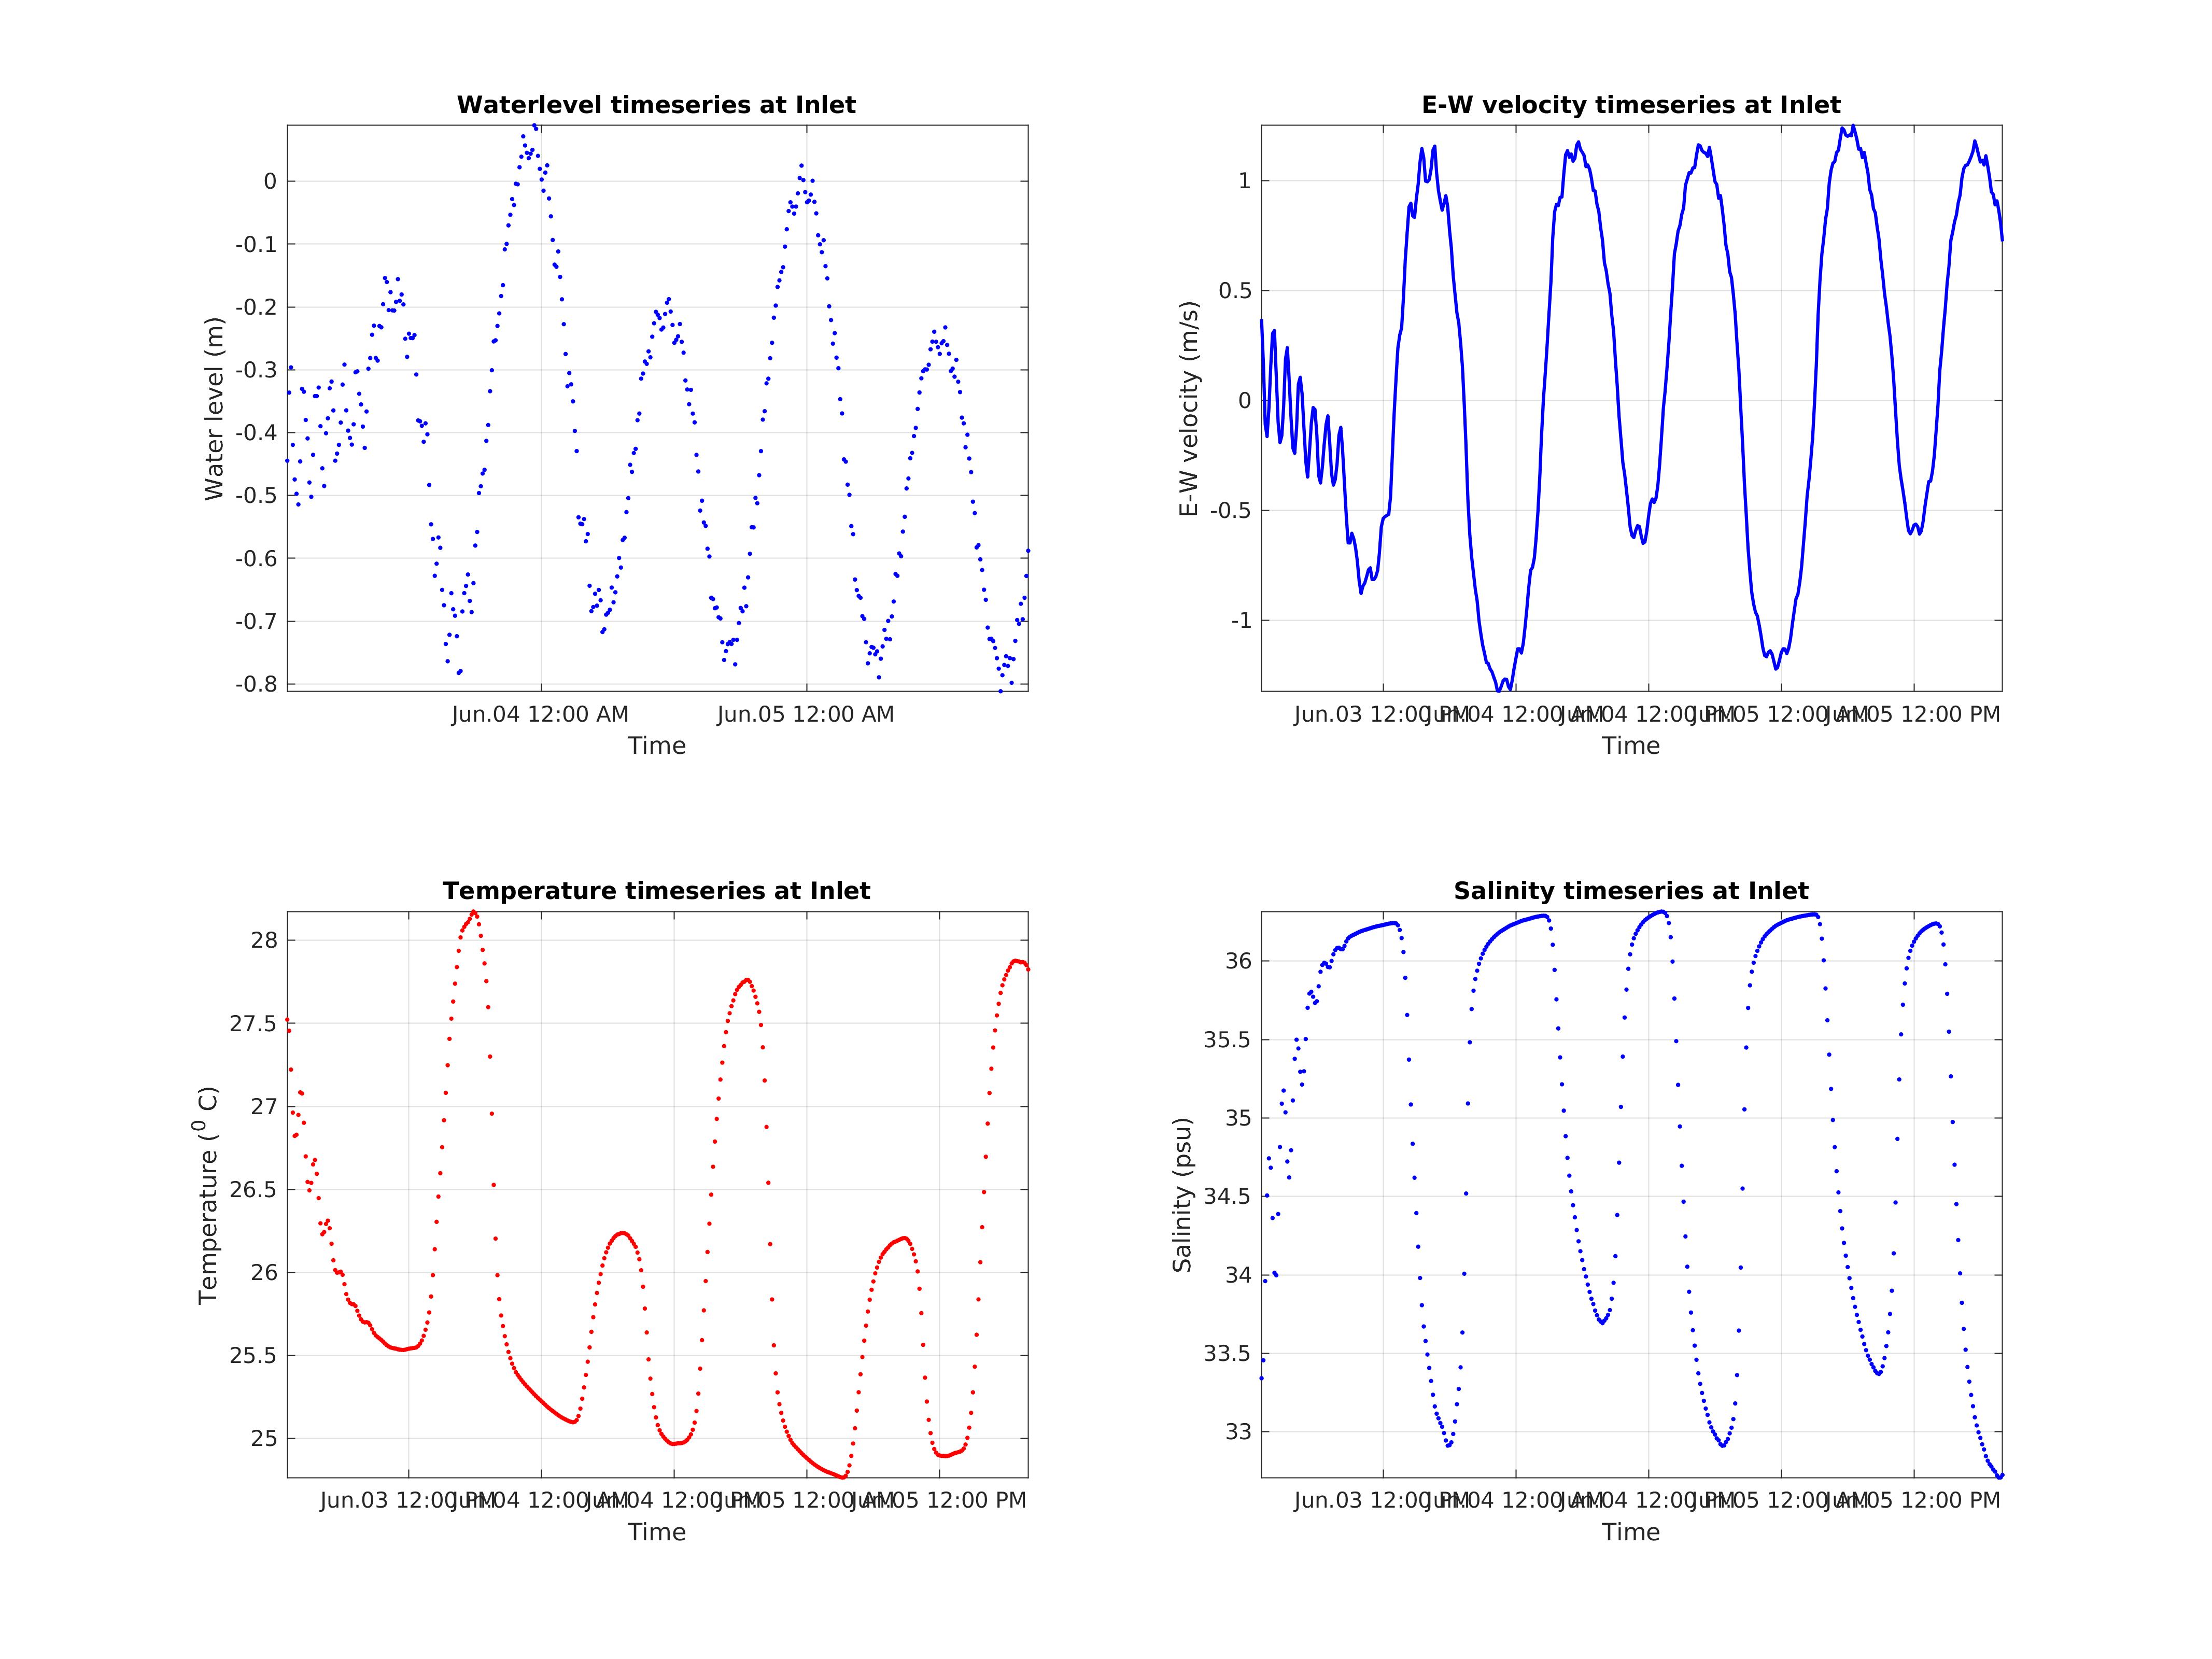 Waterlevel timeseries at Inlet
0
-0.1
-0.2
-0.3
-0.4
-0.5
-0.6
-0.7
-0.8
Water level (m)
Jun.04 12:00 AM Jun.05 12:00 AM
Time
E-W velocity timeseries at Inlet
1
0.5
0
-0.5
-1
E-W velocity (m/s)
Jun.03 12:00 PM Jun.04 12:00 AM Jun.04 12:00 PM Jun.05 12:00 AM Jun.05 12:00 PM
Time
Temperature timeseries at Inlet
28
27.5
27
26.5
26
25.5
25
Temperature (⁰ C)
Jun.03 12:00 PM Jun.04 12:00 AM Jun.04 12:00 PM Jun.05 12:00 AM Jun.05 12:00 PM
Time
Salinity timeseries at Inlet
36
35.5
35
34.5
34
33.5
33
Salinity (psu)
Jun.03 12:00 PM Jun.04 12:00 AM Jun.04 12:00 PM Jun.05 12:00 AM Jun.05 12:00 PM
Time